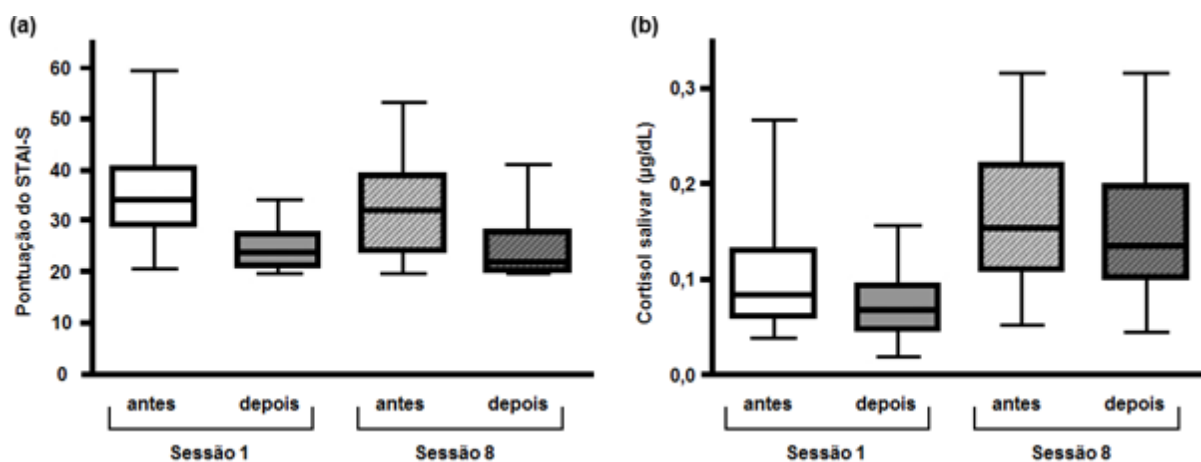 (a)
Pontuação do STAI-S
60
50
40
30
20
10
0
antes depois antes depois
Sessão 1 Sessão 8
(b)
Cortisol salivar (µg/dL)
0,3
0,2
0,1
0,0
antes depois antes depois
Sessão 1 Sessão 8